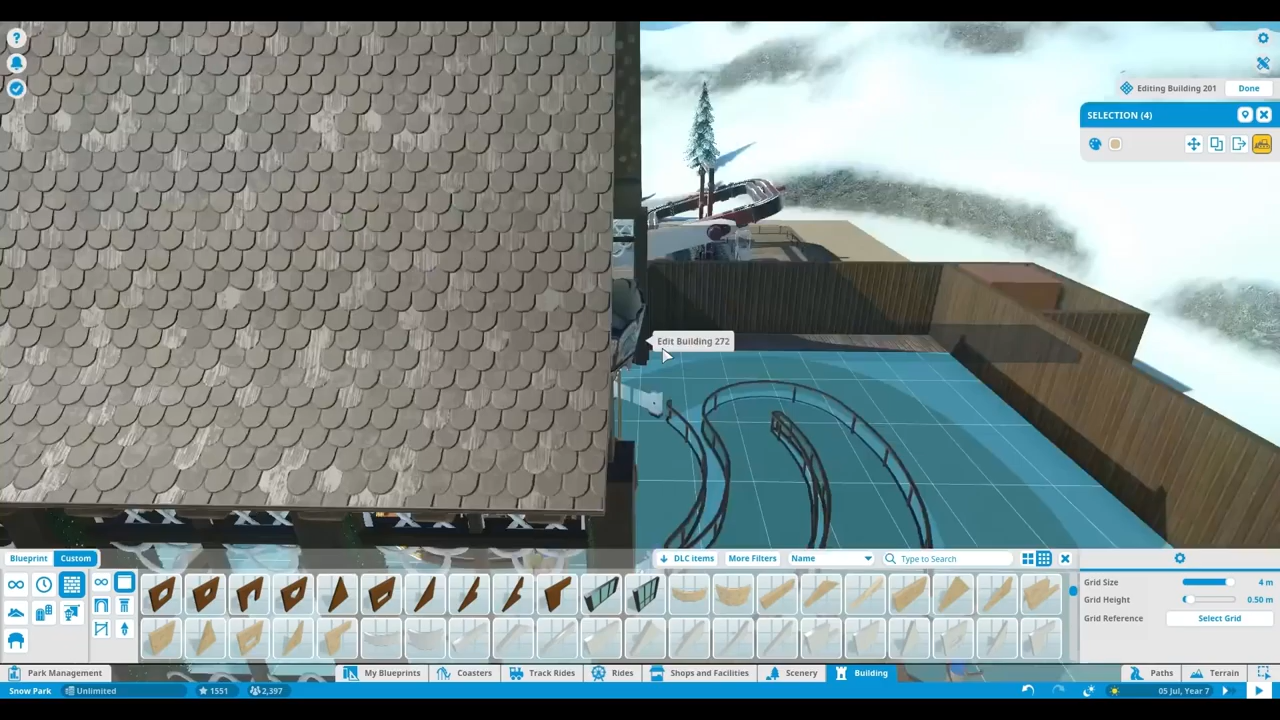 Editing Building 201
Done
SELECTION (4)
Edit Building 272
Blueprint
Custom
DLC items
More Filters
Name
Type to Search
Grid Size
4 m
Grid Height
0.50 m
Grid Reference
Select Grid
Park Management
My Blueprints
Coasters
Track Rides
Rides
Shops and Facilities
Scenery
Building
Paths
Terrain
Snow Park
Unlimited
1551
2,397
05 Jul, Year 7